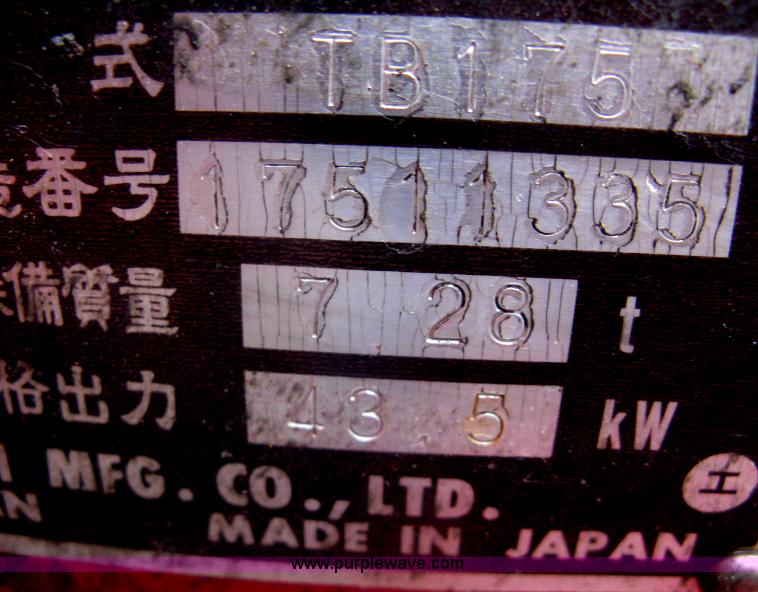 式 TB175
番号 17511335
備質量 7.28 t
格出力 43.5 kW
MFG. CO., LTD.
MADE IN JAPAN
www.purplewave.com